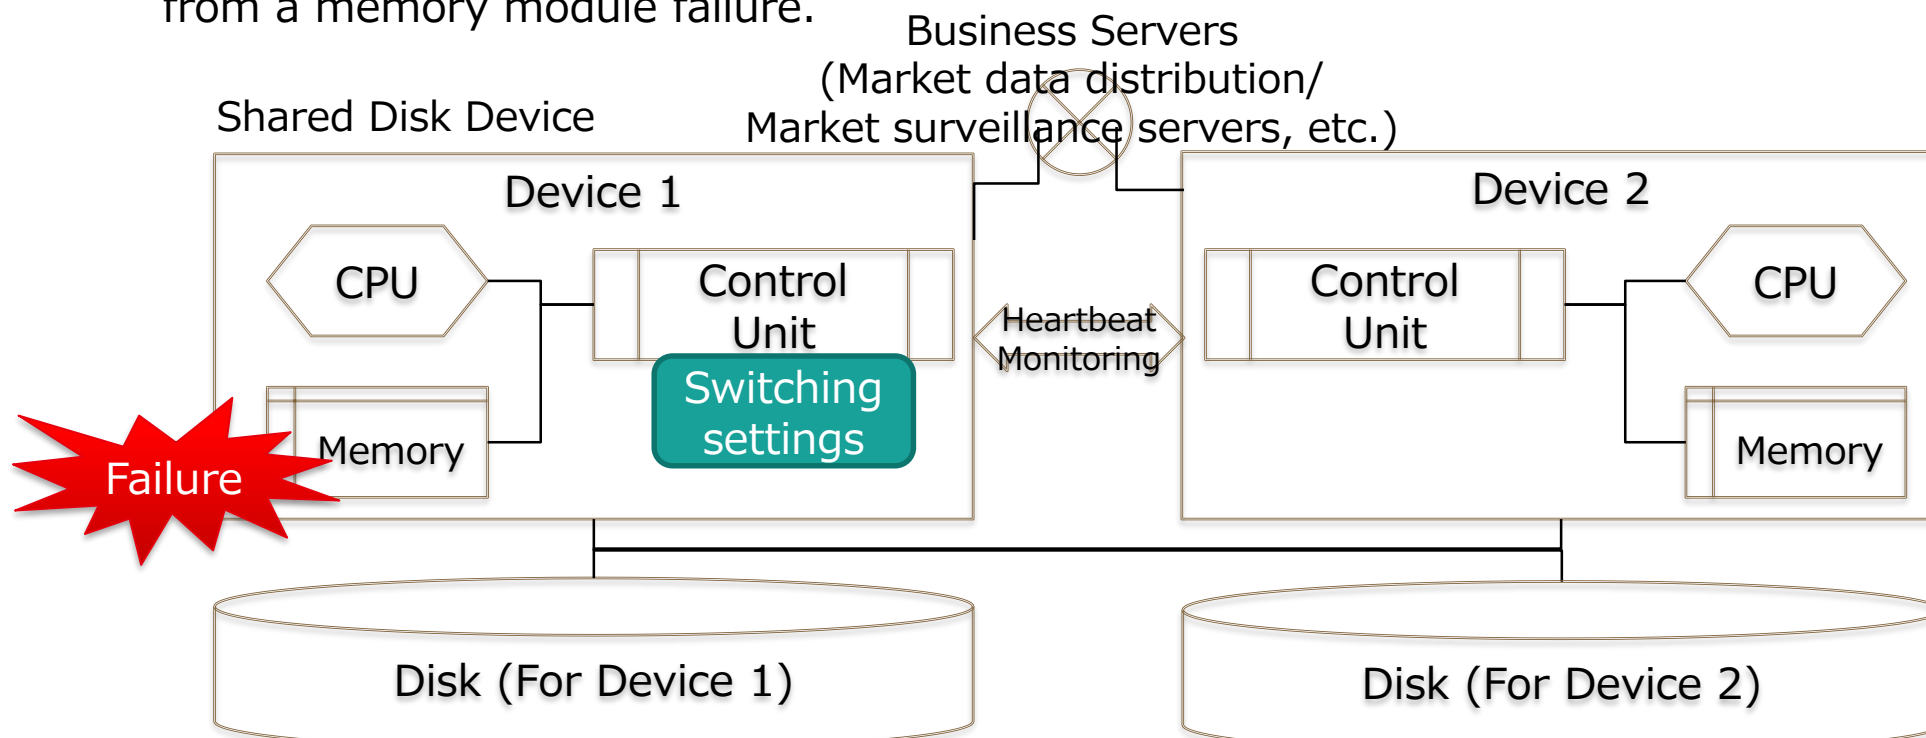 from a memory module failure.
Business Servers
(Market data distribution/
Market surveillance servers, etc.)
Shared Disk Device
Device 1
Device 2
CPU
Control
Unit
Heartbeat
Monitoring
Control
Unit
CPU
Switching
settings
Memory
Failure
Memory
Disk (For Device 1)
Disk (For Device 2)